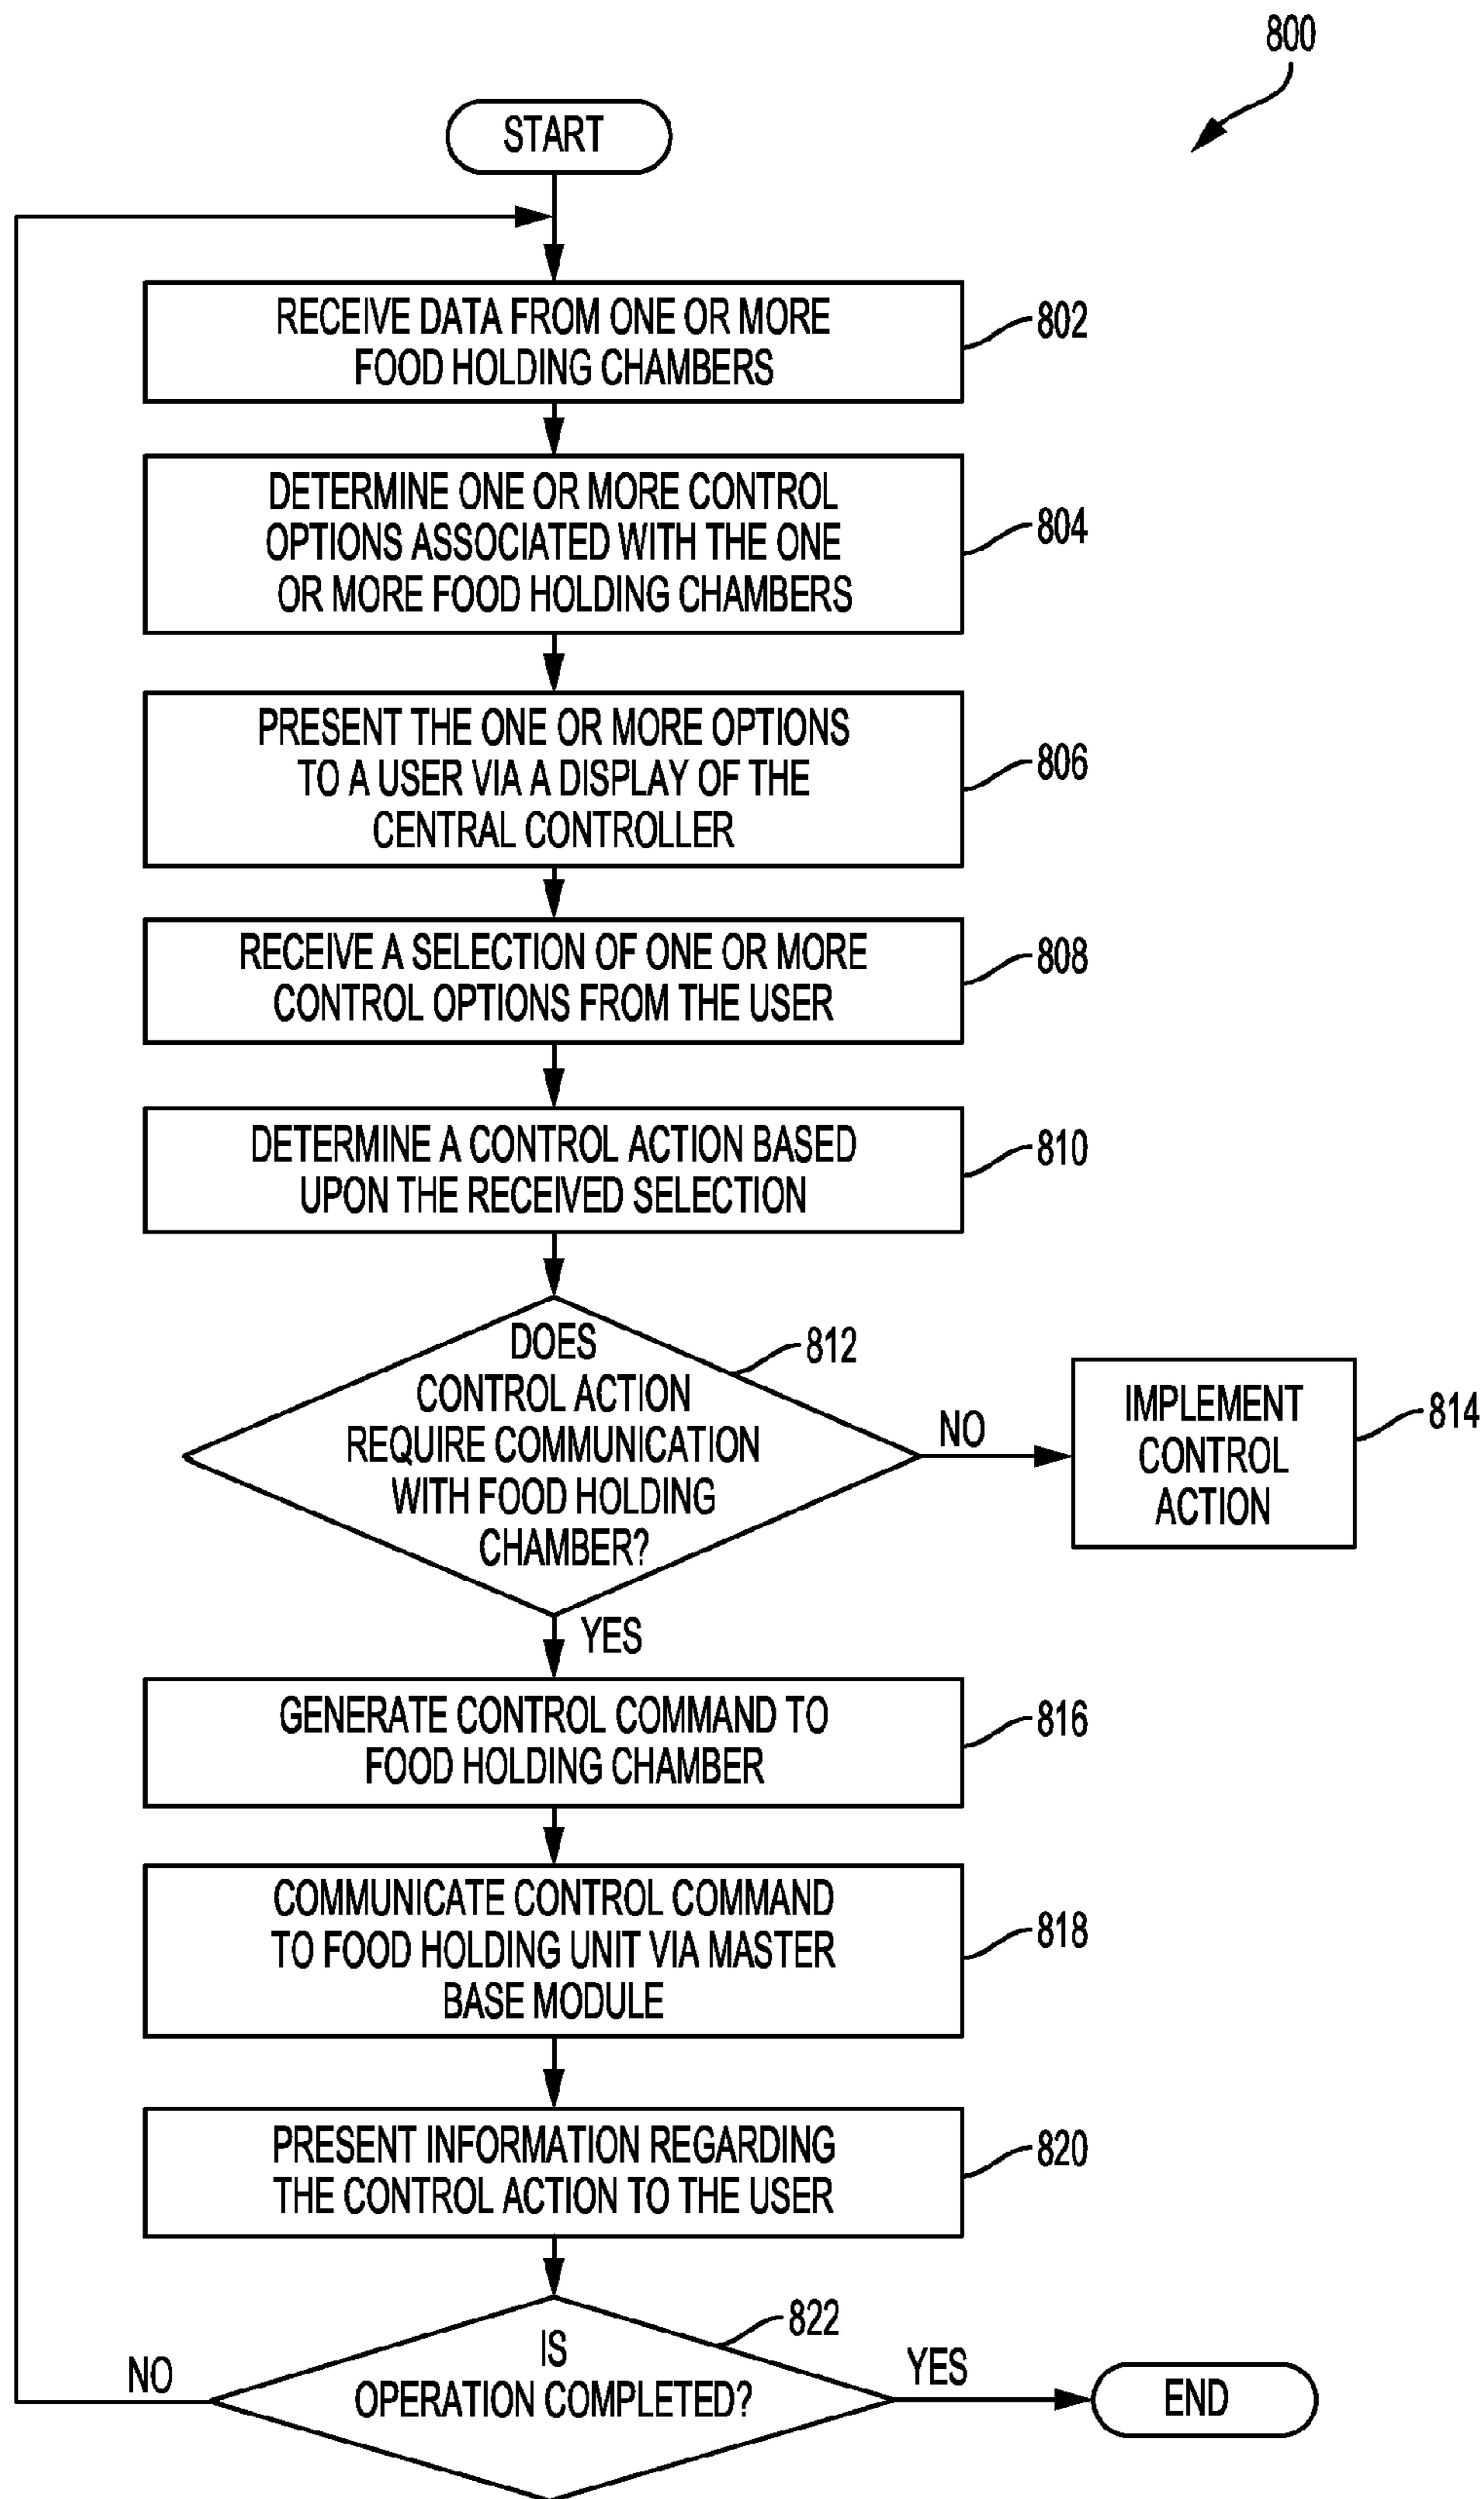 800
START
RECEIVE DATA FROM ONE OR MORE
FOOD HOLDING CHAMBERS
802
DETERMINE ONE OR MORE CONTROL
OPTIONS ASSOCIATED WITH THE ONE
OR MORE FOOD HOLDING CHAMBERS
804
PRESENT THE ONE OR MORE OPTIONS
TO A USER VIA A DISPLAY OF THE
CENTRAL CONTROLLER
806
RECEIVE A SELECTION OF ONE OR MORE
CONTROL OPTIONS FROM THE USER
808
DETERMINE A CONTROL ACTION BASED
UPON THE RECEIVED SELECTION
810
DOES
CONTROL ACTION
REQUIRE COMMUNICATION
WITH FOOD HOLDING
CHAMBER?
812
NO
IMPLEMENT
CONTROL
ACTION
814
YES
GENERATE CONTROL COMMAND TO
FOOD HOLDING CHAMBER
816
COMMUNICATE CONTROL COMMAND
TO FOOD HOLDING UNIT VIA MASTER
BASE MODULE
818
PRESENT INFORMATION REGARDING
THE CONTROL ACTION TO THE USER
820
IS
OPERATION COMPLETED?
822
NO
YES
END